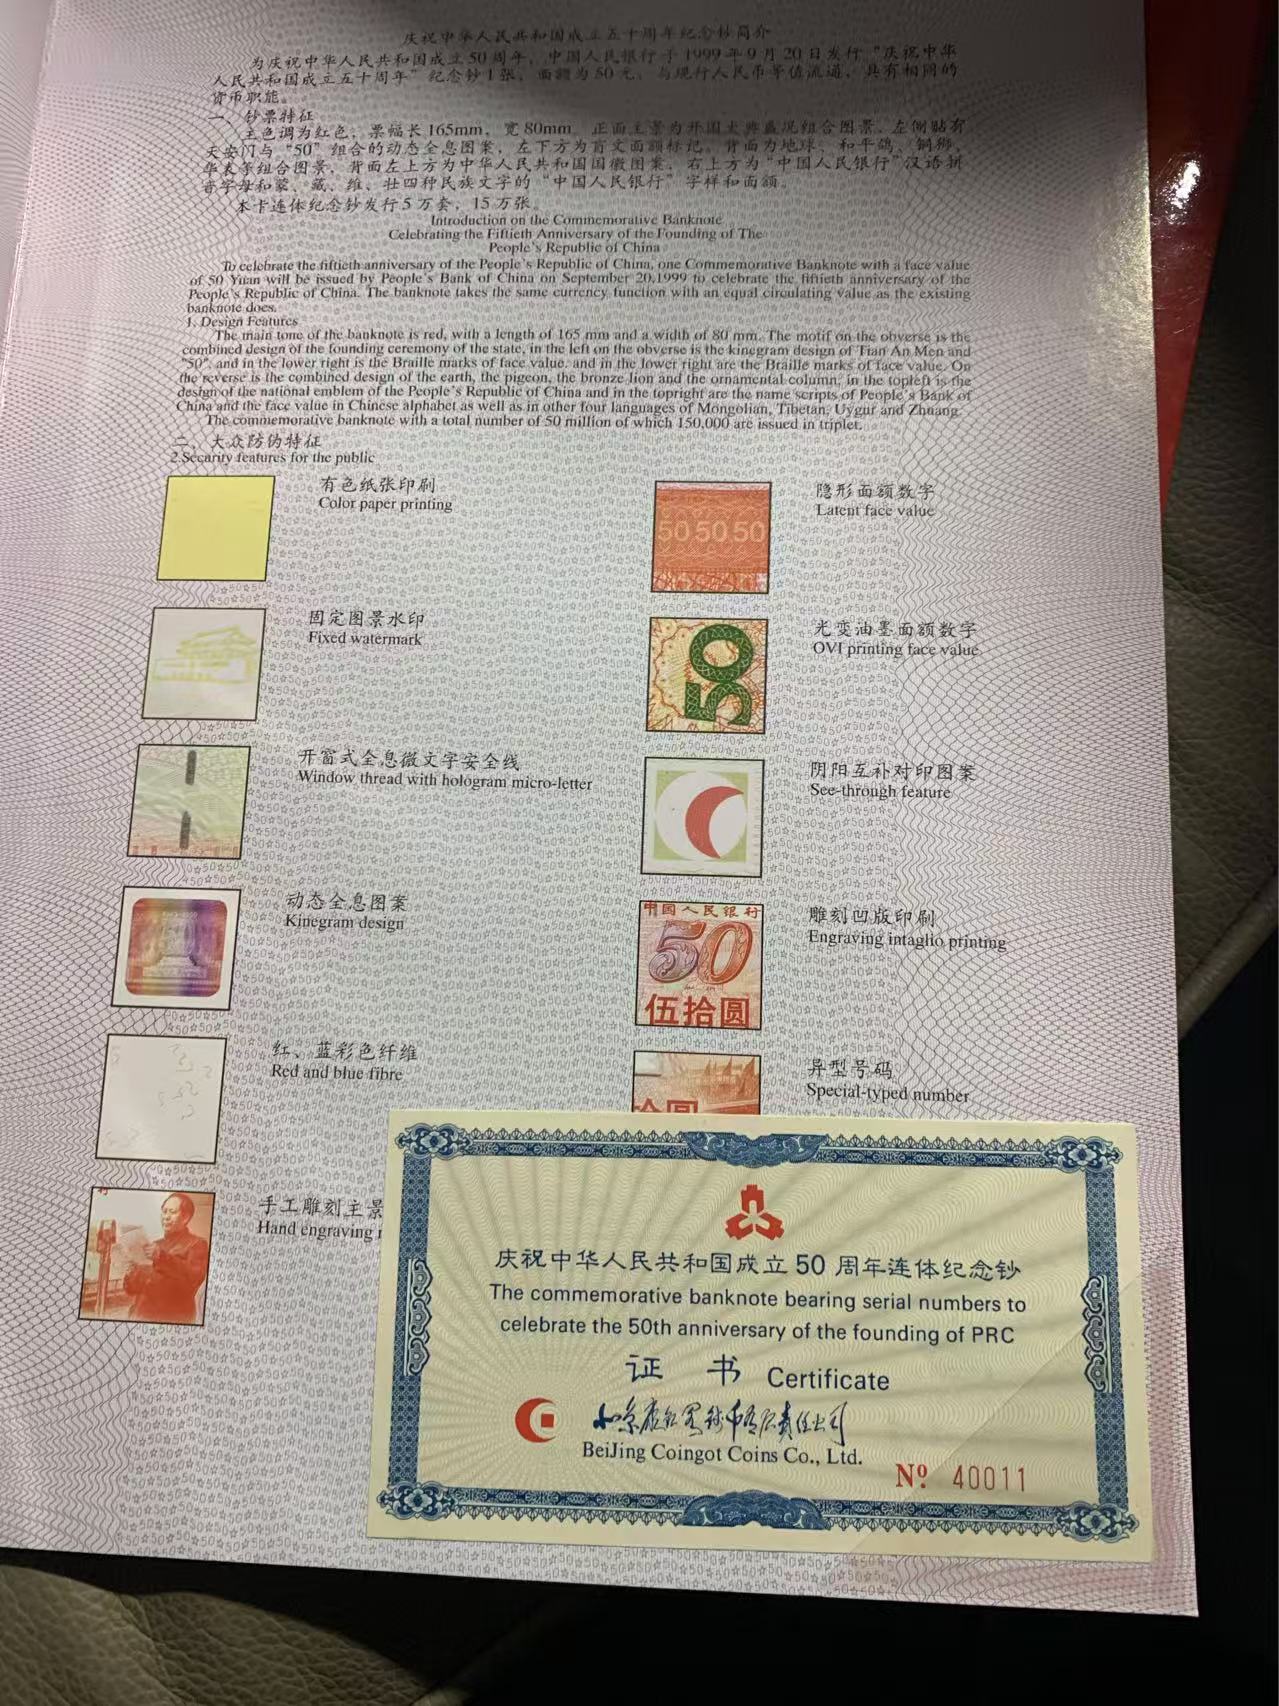 庆祝中华人民共和国成立五十周年纪念钞简介
为庆祝中华人民共和国成立50周年，中国人民银行于1999年9月20日发行“庆祝中华
人民共和国成立五十周年”纪念钞1张，面额为50元，与现行人民币等值流通，具有相同的
货币职能。
一、钞票特征
主色调为红色，票幅长165mm，宽80mm。正面主景为开国大典盛况组合图景，左侧贴有
天安门与“50”组合的动态全息图案，左下方为盲文面额标记。背面为地球、和平鸽、铜狮、
华表等组合图景，背面左上方为中华人民共和国国徽图案，右上方为“中国人民银行”汉语拼
音字母和蒙、藏、维、壮四种民族文字的“中国人民银行”字样和面额。
本卡连体纪念钞发行5万套，15万张。
Introduction on the Commemorative Banknote
Celebrating the Fiftieth Anniversary of the Founding of The
People's Republic of China
To celebrate the fiftieth anniversary of the People's Republic of China, one Commemorative Banknote with a face value
of 50 Yuan will be issued by People's Bank of China on September 20,1999 to celebrate the fiftieth anniversary of the
People's Republic of China. The banknote takes the same currency function with an equal circulating value as the existing
banknote does.
1. Design Features
The main tone of the banknote is red, with a length of 165 mm and a width of 80 mm. The motif on the obverse is the
combined design of the founding ceremony of the state, in the left on the obverse is the kinegram design of Tian An Men and
"50", and in the lower right is the Braille marks of face value. and in the lower right are the Braille marks of face value. On
the reverse is the combined design of the earth, the pigeon, the bronze lion and the ornamental column, in the topleft is the
design of the national emblem of the People's Republic of China and in the topright are the name scripts of People's Bank of
China and the face value in Chinese alphabet as well as in other four languages of Mongolian, Tibetan, Uygur and Zhuang.
The commemorative banknote with a total number of 50 million of which 150,000 are issued in triplet.
二、大众防伪特征
2.Security features for the public
有色纸张印刷
Color paper printing
隐形面额数字
Latent face value
50 50 50
固定图景水印
Fixed watermark
光变油墨面额数字
OVI printing face value
50
开窗式全息微文字安全线
Window thread with hologram micro-letter
阴阳互补对印图案
See-through feature
动态全息图案
Kinegram design
雕刻凹版印刷
Engraving intaglio printing
中国人民银行
50
伍拾圆
红、蓝彩色纤维
Red and blue fibre
异型号码
Special-typed number
手工雕刻主景
Hand engraving
庆祝中华人民共和国成立50周年连体纪念钞
The commemorative banknote bearing serial numbers to
celebrate the 50th anniversary of the founding of PRC
证 书 Certificate
BeiJing Coingot Coins Co., Ltd.
Nº 40011